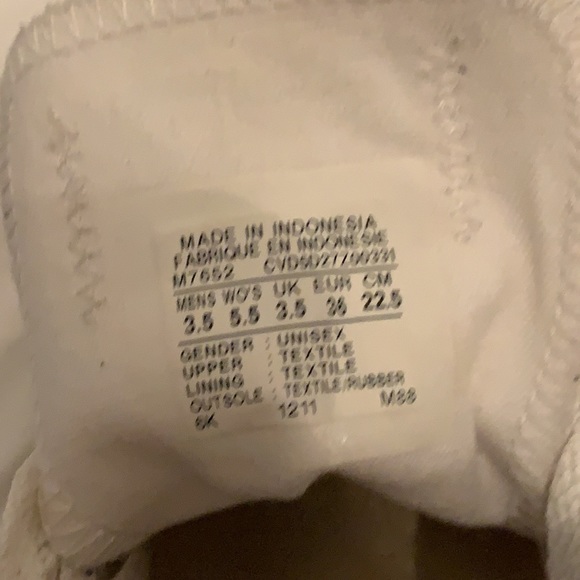 MADE IN INDONESIA
FABRIQUE EN INDONESIE
M7652 CVD5D27700331
MENS WO'S UK EUR CM
3.5 5.5 3.5 36 22.5
GENDER : UNISEX
UPPER : TEXTILE
LINING : TEXTILE
OUTSOLE : TEXTILE/RUBBER
1211 M88